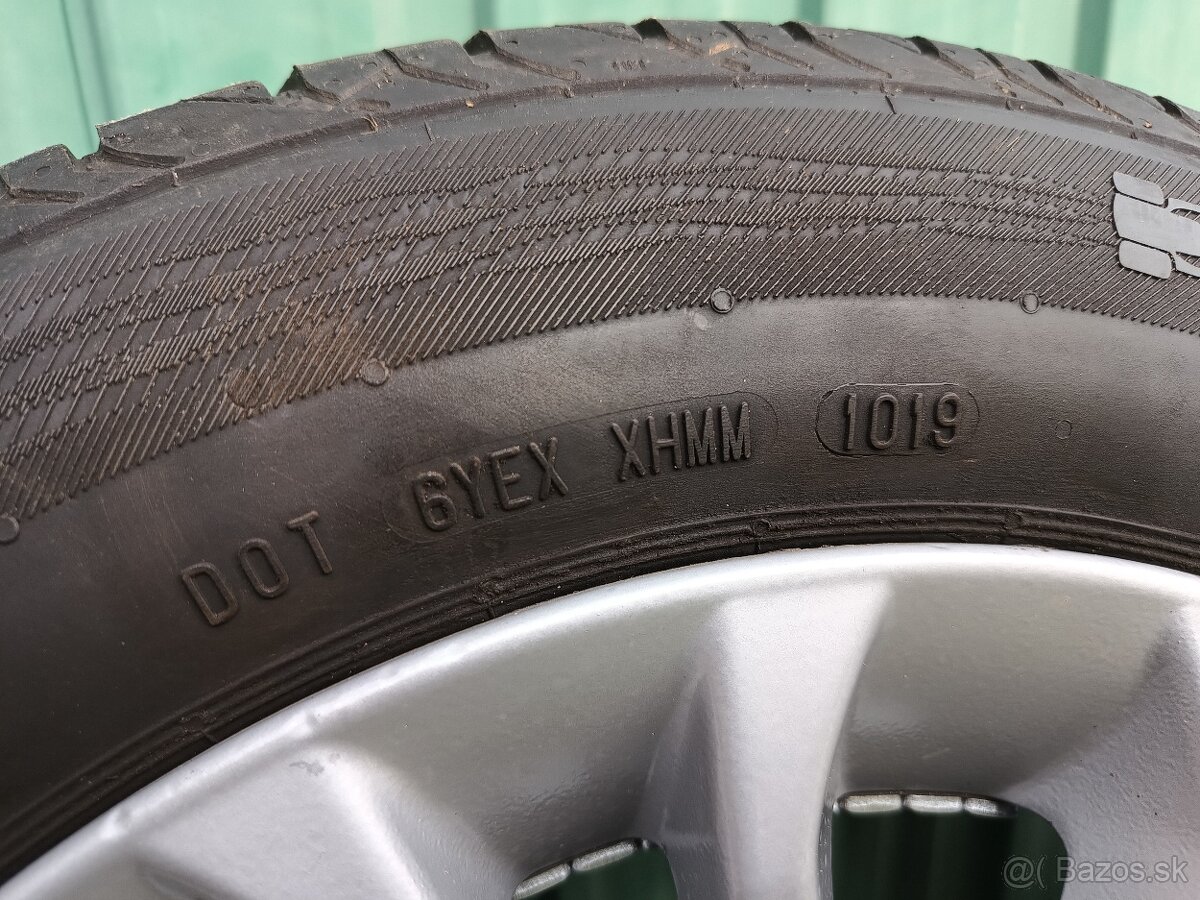 DOT 6YEX XHMM 1019
@( Bazos.sk